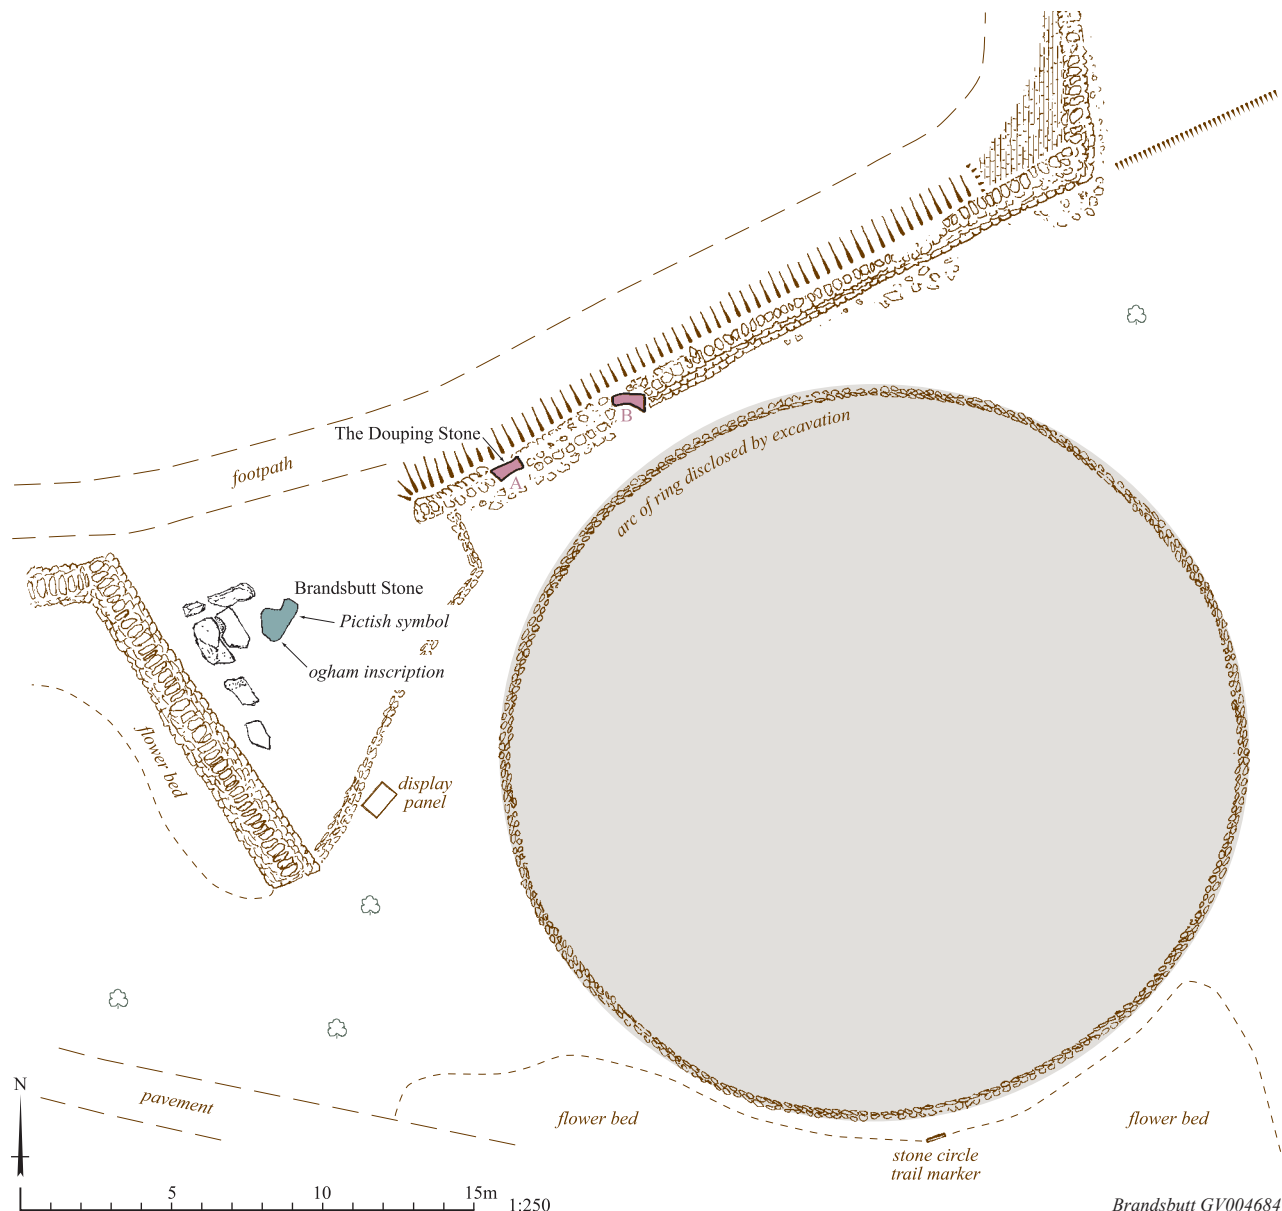 The Douping Stone
B
A
arc of ring disclosed by excavation
footpath
Brandsbutt Stone
Pictish symbol
ogham inscription
flower bed
display
panel
N
pavement
flower bed
flower bed
stone circle
trail marker
5
10
15m
1:250
Brandsbutt GV004684